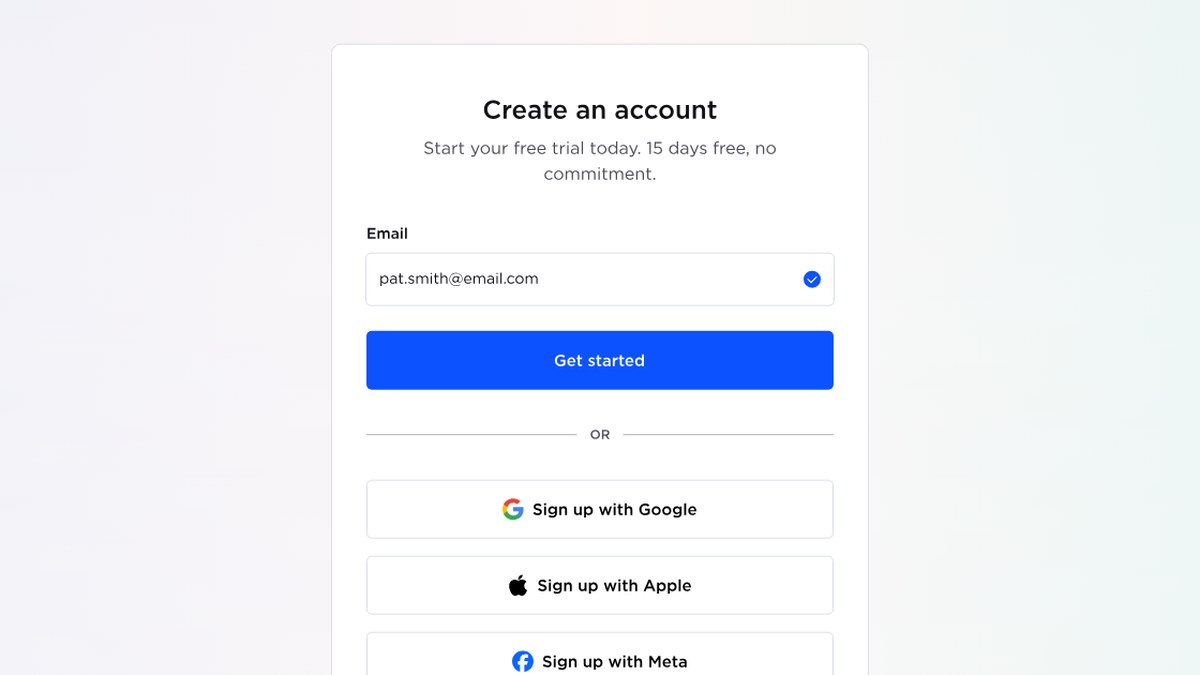 Create an account
Start your free trial today. 15 days free, no
commitment.
Email
pat.smith@email.com
Get started
OR
Sign up with Google
Sign up with Apple
Sign up with Meta